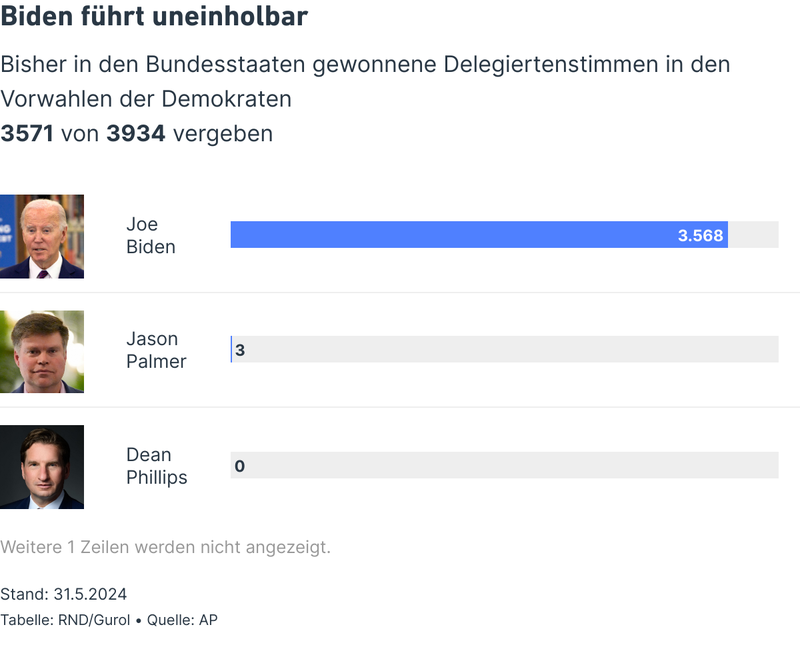 Biden führt uneinholbar
Bisher in den Bundesstaaten gewonnene Delegiertenstimmen in den
Vorwahlen der Demokraten
3571 von 3934 vergeben
Joe
Biden
3.568
Jason
Palmer
3
Dean
Phillips
0
Weitere 1 Zeilen werden nicht angezeigt.
Stand: 31.5.2024
Tabelle: RND/Gurol • Quelle: AP